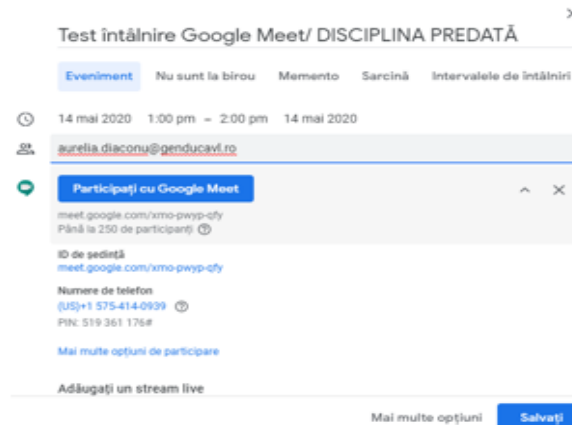 Test întâlnire Google Meet/ DISCIPLINA PREDATĂ
Eveniment Nu sunt la birou Memento Sarcină Intervalele de întâlniri
14 mai 2020 1:00 pm – 2:00 pm 14 mai 2020
aurelia.diaconu@genducavl.ro
Participați cu Google Meet
meet.google.com/xmo-pwyp-qfy
Până la 250 de participanți
ID de ședință
meet.google.com/xmo-pwyp-qfy
Numere de telefon
(US)+1 575-414-0939
PIN: 519 361 176#
Mai multe opțiuni de participare
Adăugați un stream live
Mai multe opțiuni Salvați